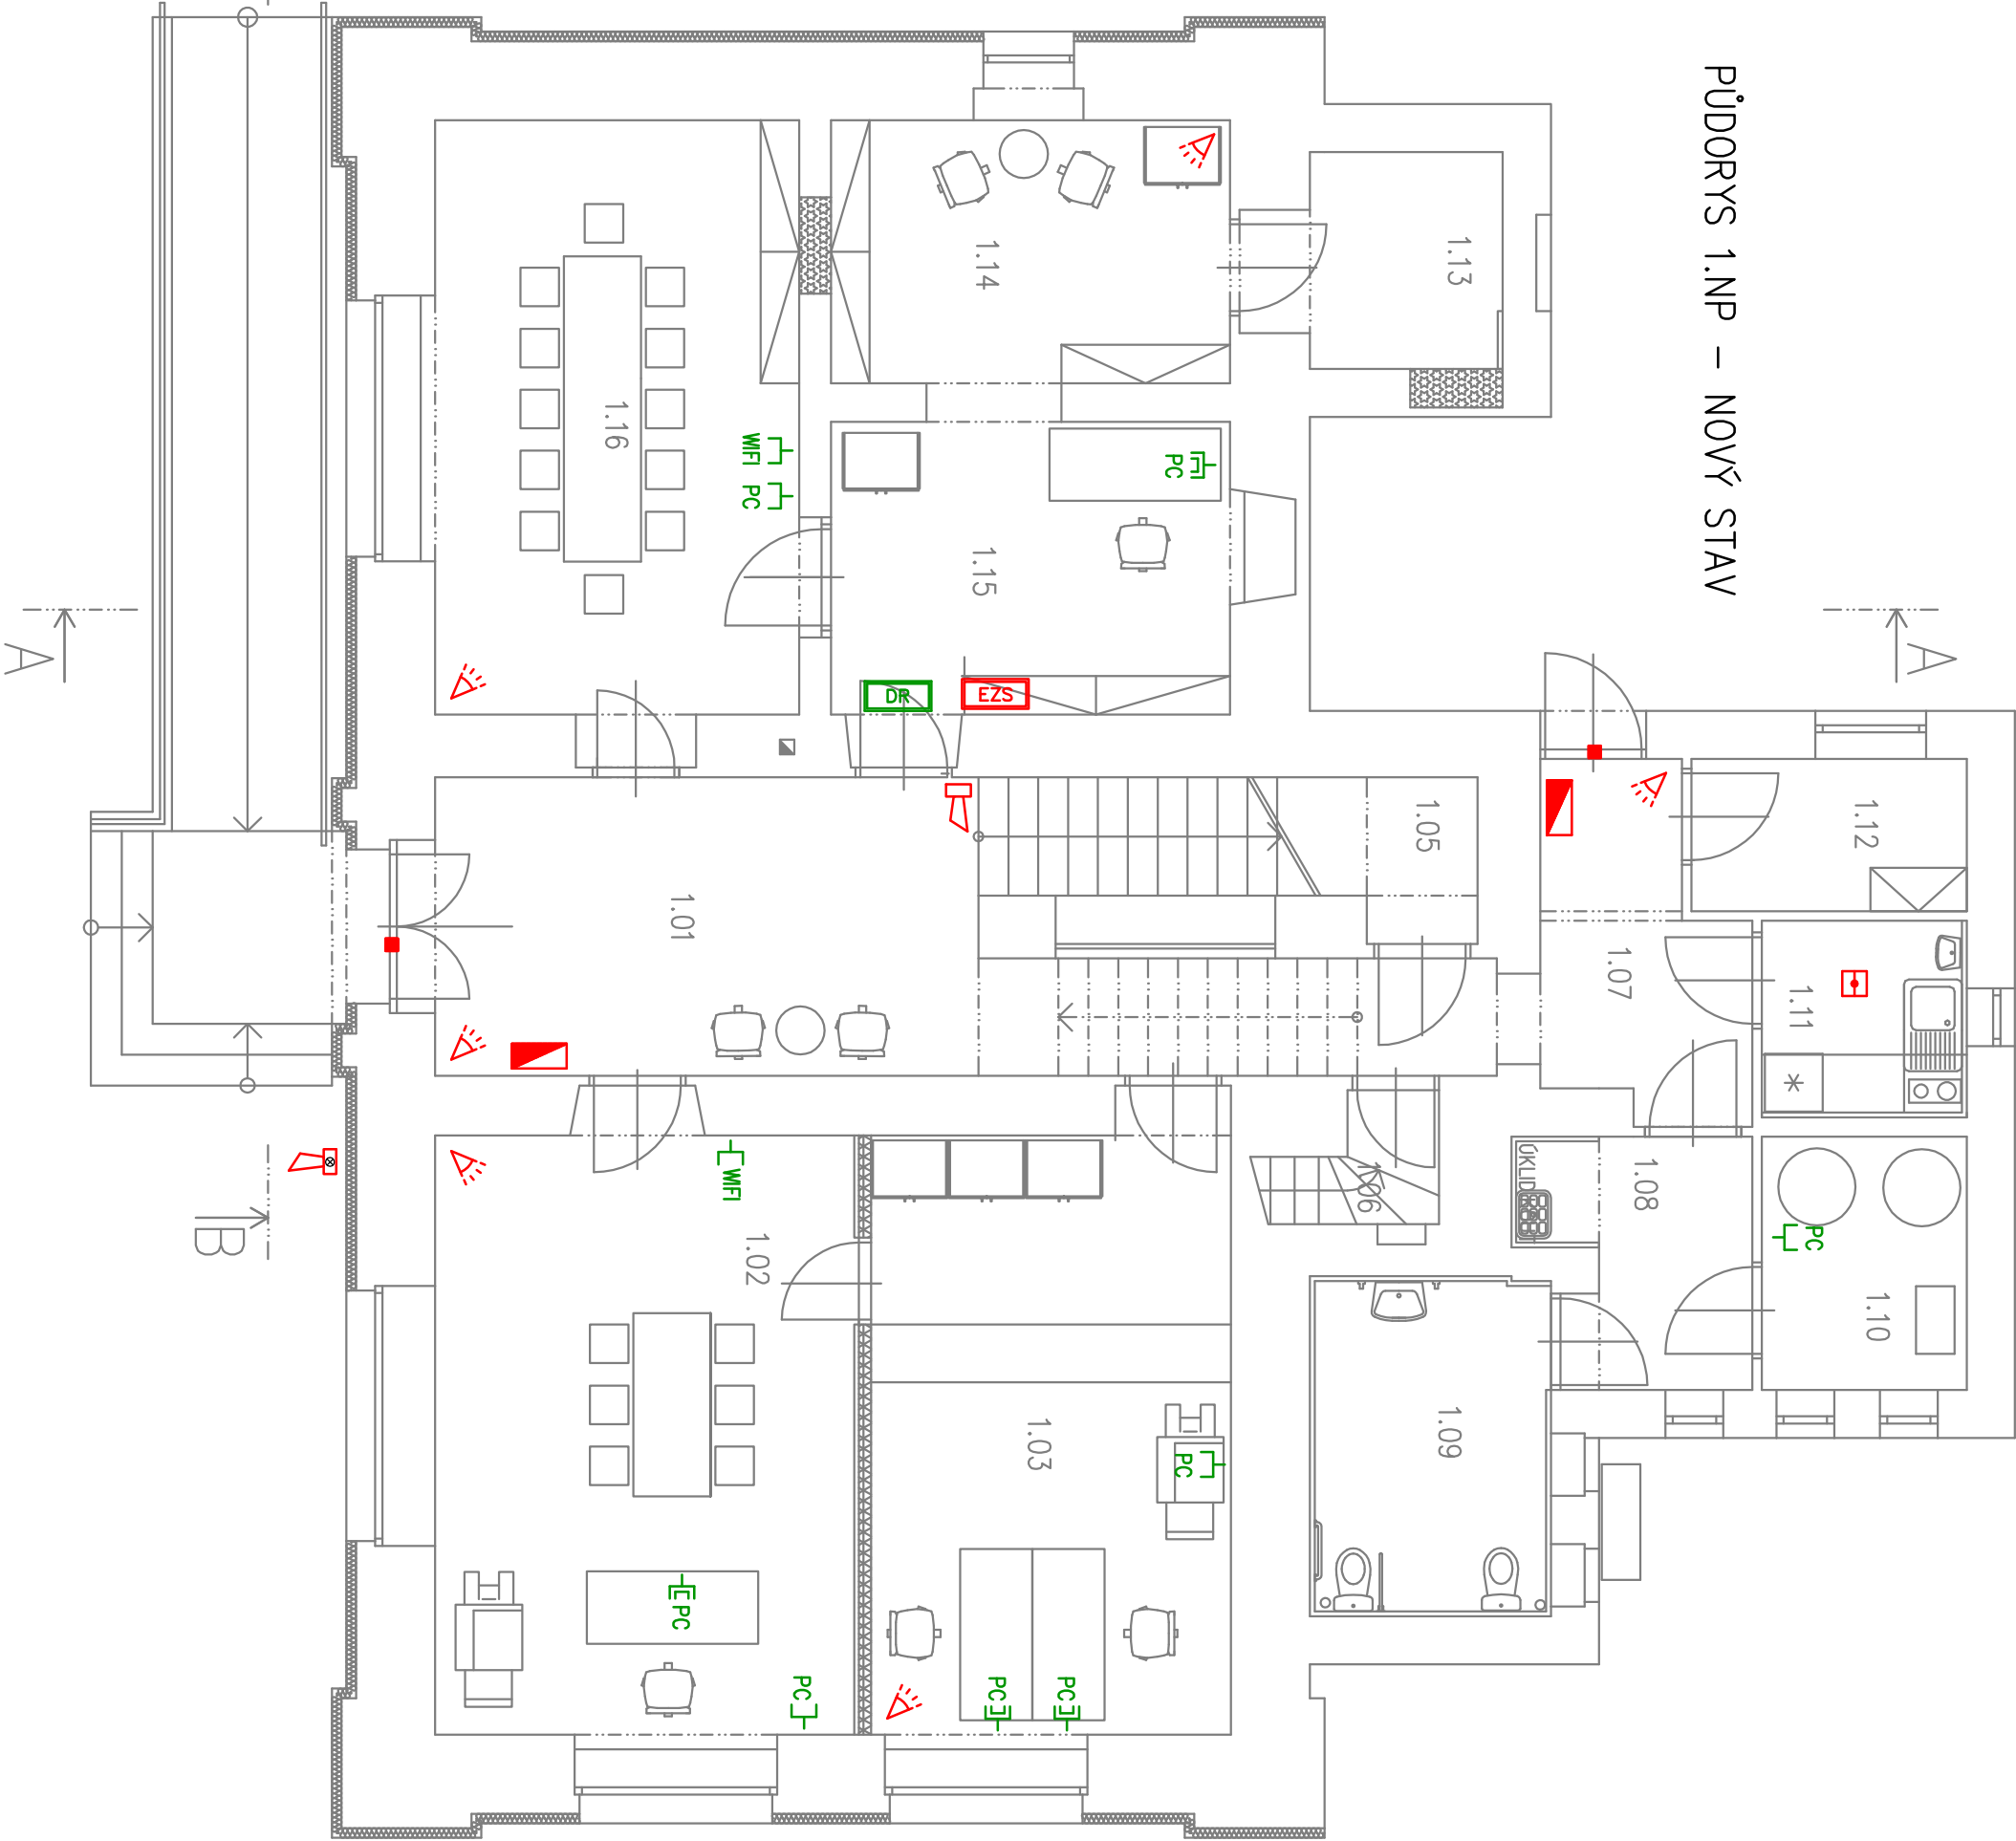 PŮDORYS 1.NP – NOVÝ STAV
A
A
B
1.13
1.14
1.16
WIFI
PC
PC
1.15
DR
EZS
1.05
1.12
1.01
1.07
1.11
*
ÚKLID
1.08
1.06
PC
1.10
WIFI
1.02
1.09
1.03
PC
PC
PC
PC
PC